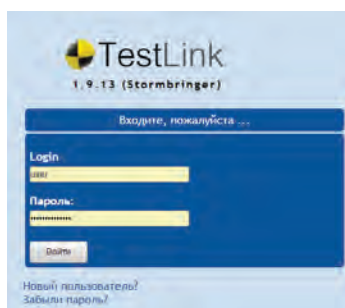 TestLink
1.9.13 (Stormbringer)
Входите, пожалуйста ...
Login
Пароль:
Войти
Новый пользователь?
Забыли пароль?